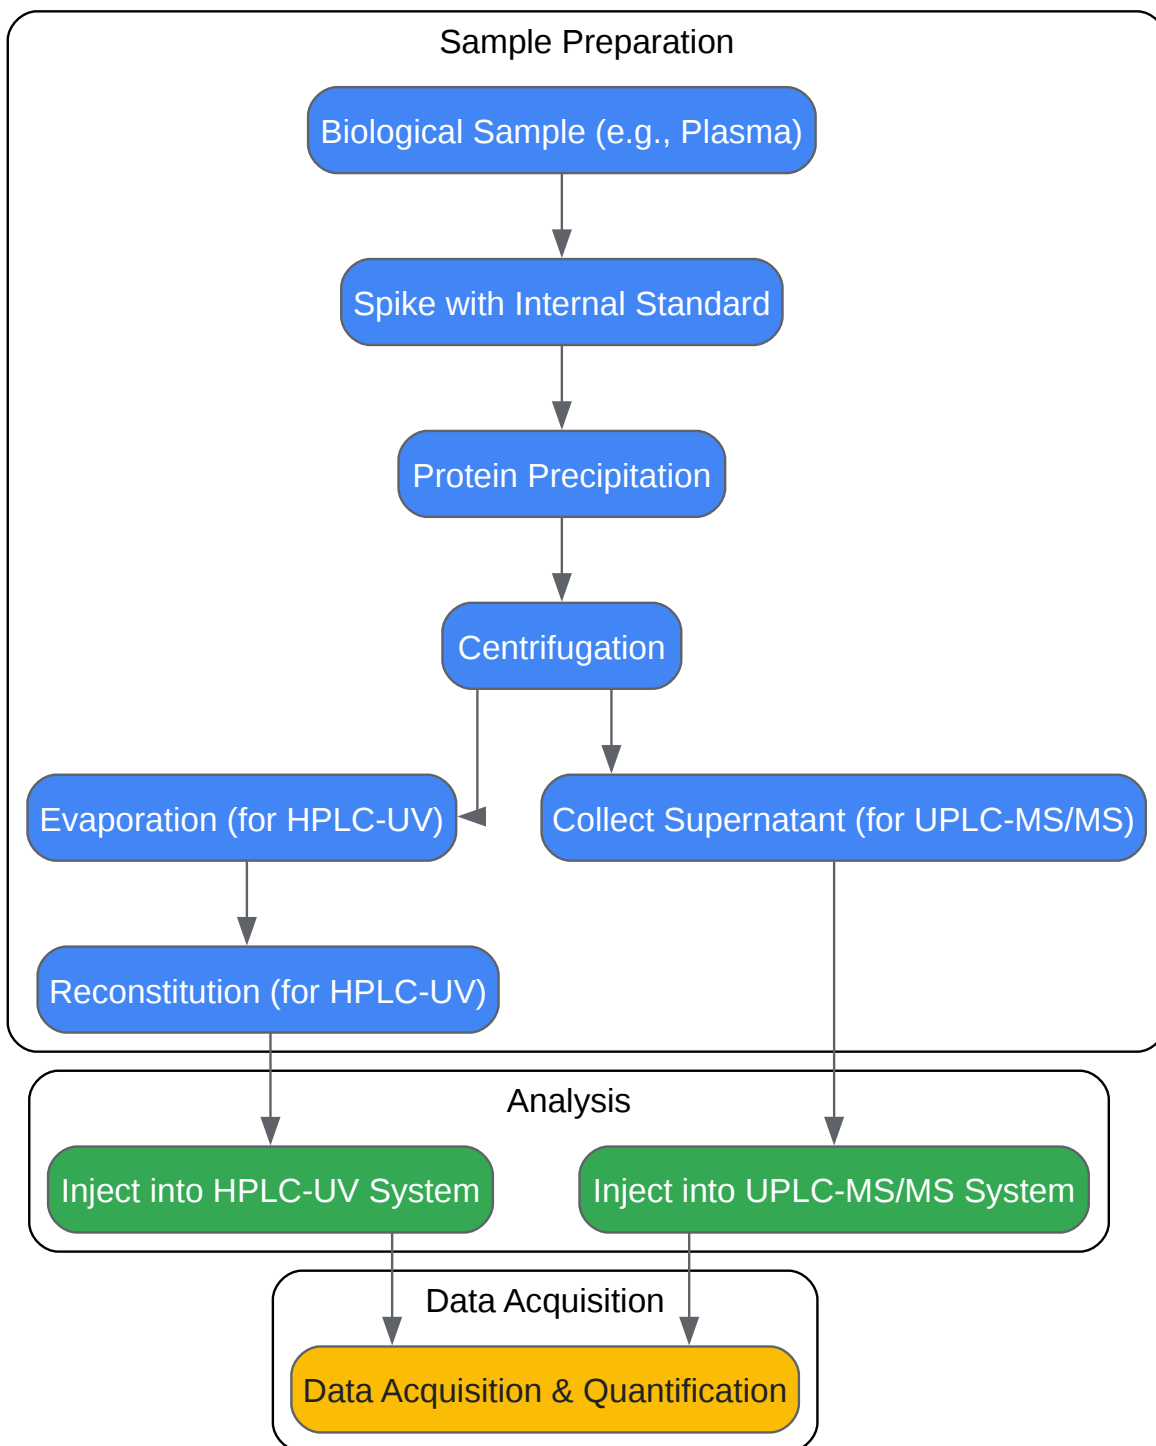 Sample Preparation
Biological Sample (e.g., Plasma)
Spike with Internal Standard
Protein Precipitation
Centrifugation
Evaporation (for HPLC-UV)
Collect Supernatant (for UPLC-MS/MS)
Reconstitution (for HPLC-UV)
Analysis
Inject into HPLC-UV System
Inject into UPLC-MS/MS System
Data Acquisition
Data Acquisition & Quantification